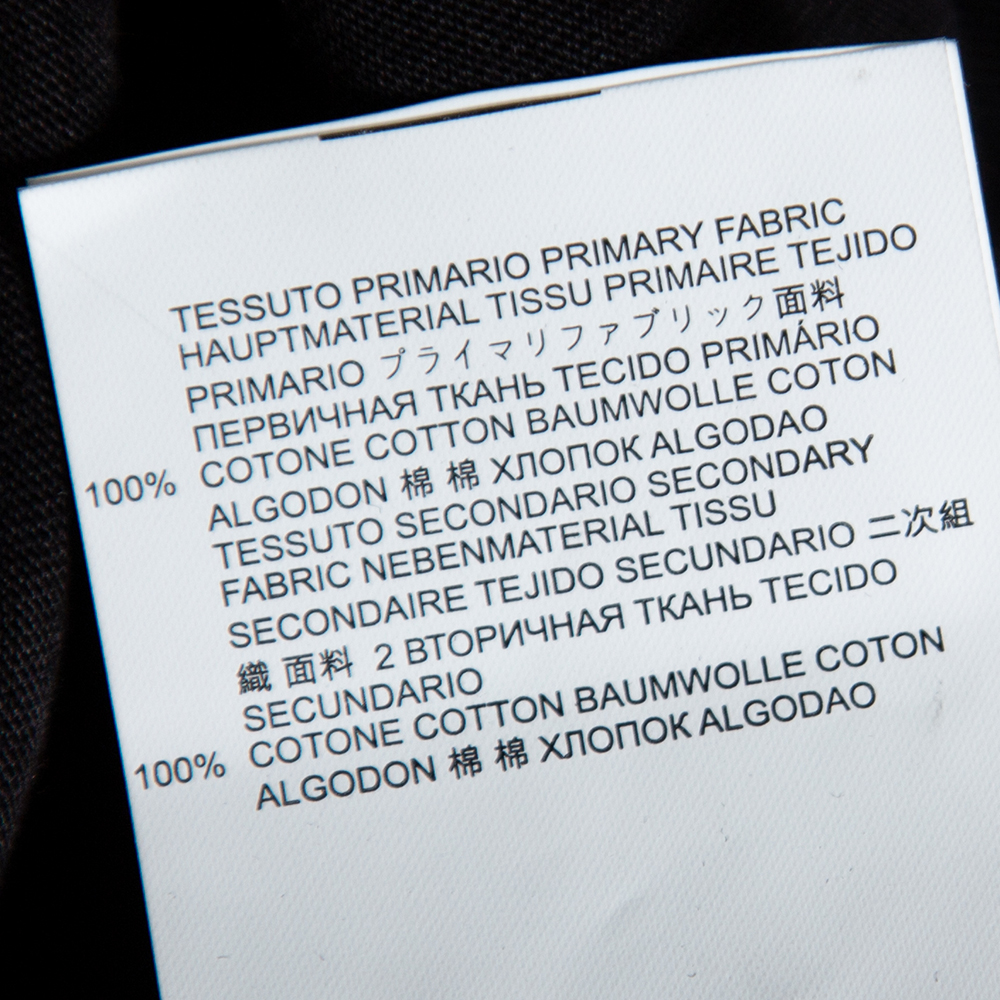 TESSUTO PRIMARIO PRIMARY FABRIC
HAUPTMATERIAL TISSU PRIMAIRE TEJIDO
PRIMARIO プライマリファブリック面料
ПЕРВИЧНАЯ ТКАНЬ TECIDO PRIMÁRIO
100% COTONE COTTON BAUMWOLLE COTON
ALGODON 棉 棉 ХЛОПОК ALGODAO
TESSUTO SECONDARIO SECONDARY
FABRIC NEBENMATERIAL TISSU
SECONDAIRE TEJIDO SECUNDARIO 二次組
織 面料 2 ВТОРИЧНАЯ ТКАНЬ TECIDO
SECUNDARIO
100% COTONE COTTON BAUMWOLLE COTON
ALGODON 棉 棉 ХЛОПОК ALGODAO